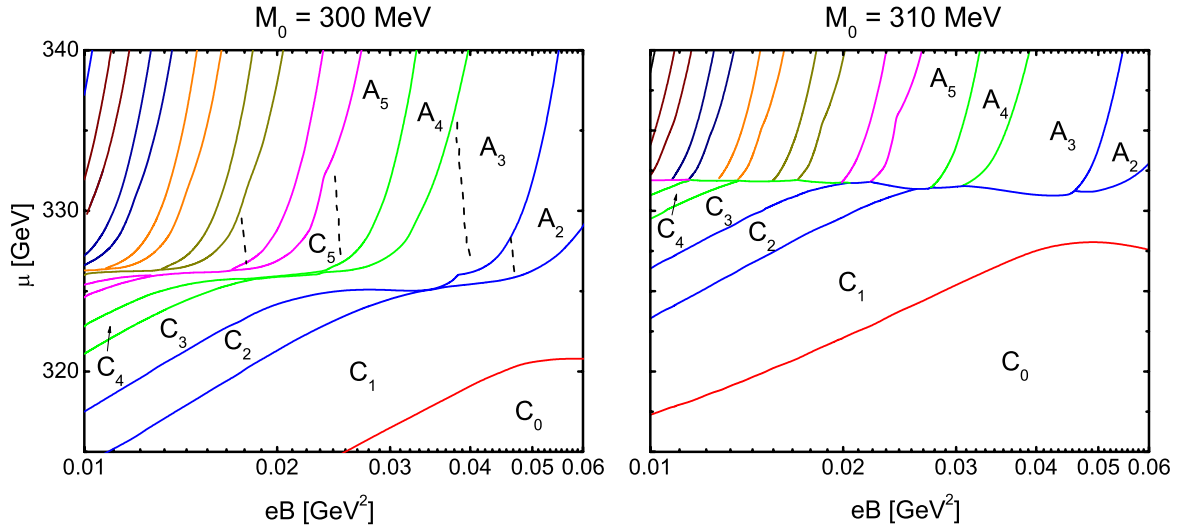 M₀ = 300 MeV
340
330
320
μ [GeV]
A₅
A₄
A₃
A₂
C₅
C₃
C₂
C₄
C₁
C₀
0.01
0.02
0.03
0.04
0.05
0.06
eB [GeV²]
M₀ = 310 MeV
A₅
A₄
A₃
A₂
C₃
C₄
C₂
C₁
C₀
0.01
0.02
0.03
0.04
0.05
0.06
eB [GeV²]